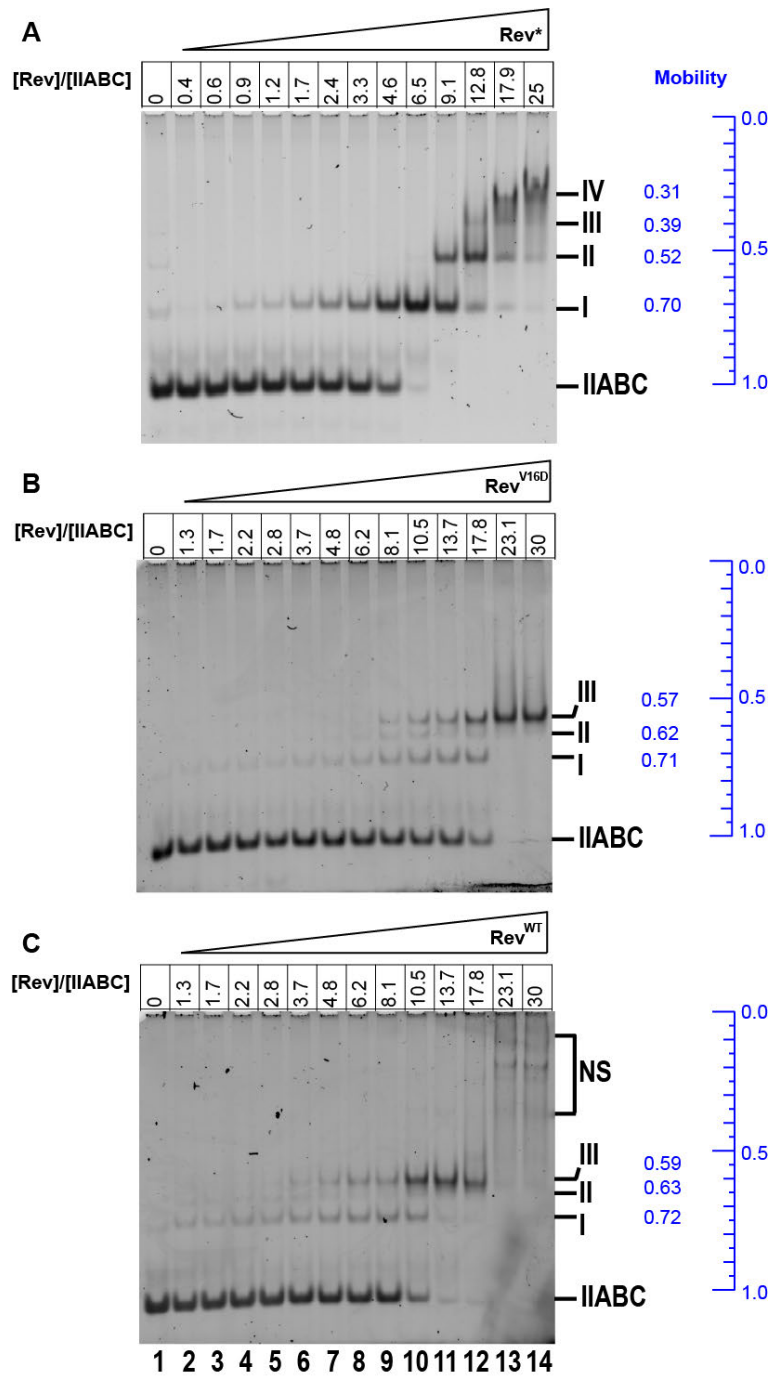 A
Rev*
[Rev]/[IIABC]
0 0.4 0.6 0.9 1.2 1.7 2.4 3.3 4.6 6.5 9.1 12.8 17.9 25
Mobility
0.0
IV 0.31
III 0.39
II 0.52 0.5
I 0.70
IIABC 1.0
B
Rev V16D
[Rev]/[IIABC]
0 1.3 1.7 2.2 2.8 3.7 4.8 6.2 8.1 10.5 13.7 17.8 23.1 30
0.0
III 0.57 0.5
II 0.62
I 0.71
IIABC 1.0
C
Rev WT
[Rev]/[IIABC]
0 1.3 1.7 2.2 2.8 3.7 4.8 6.2 8.1 10.5 13.7 17.8 23.1 30
0.0
NS
0.5
III 0.59
II 0.63
I 0.72
IIABC 1.0
1 2 3 4 5 6 7 8 9 10 11 12 13 14